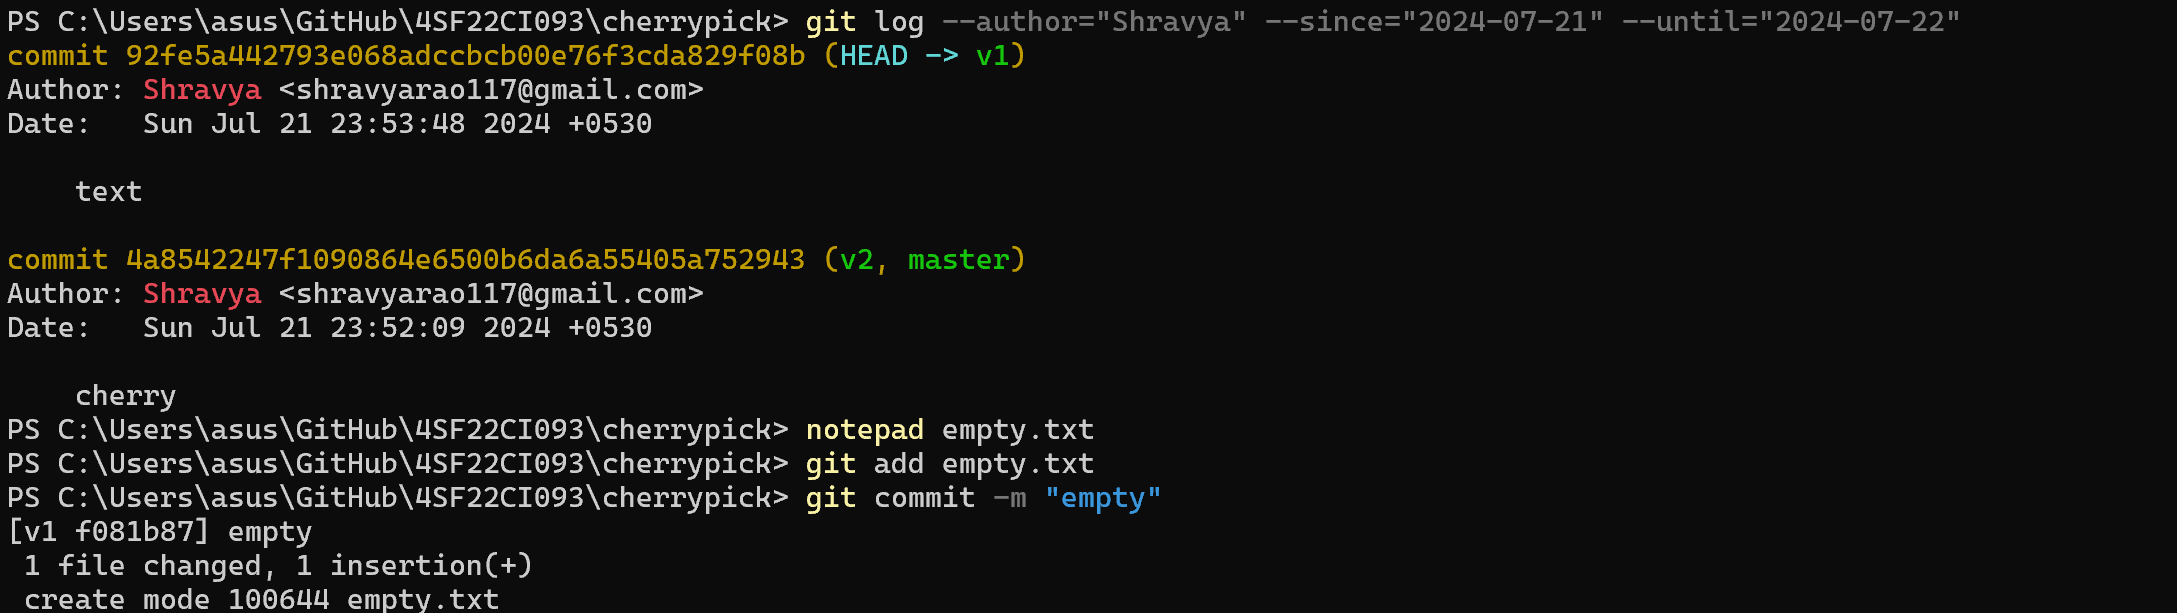 PS C:\Users\asus\GitHub\4SF22CI093\cherrypick> git log --author="Shravya" --since="2024-07-21" --until="2024-07-22"
commit 92fe5a442793e068adccbcb00e76f3cda829f08b (HEAD -> v1)
Author: Shravya <shravyarao117@gmail.com>
Date:   Sun Jul 21 23:53:48 2024 +0530

    text

commit 4a8542247f1090864e6500b6da6a55405a752943 (v2, master)
Author: Shravya <shravyarao117@gmail.com>
Date:   Sun Jul 21 23:52:09 2024 +0530

    cherry
PS C:\Users\asus\GitHub\4SF22CI093\cherrypick> notepad empty.txt
PS C:\Users\asus\GitHub\4SF22CI093\cherrypick> git add empty.txt
PS C:\Users\asus\GitHub\4SF22CI093\cherrypick> git commit -m "empty"
[v1 f081b87] empty
 1 file changed, 1 insertion(+)
 create mode 100644 empty.txt